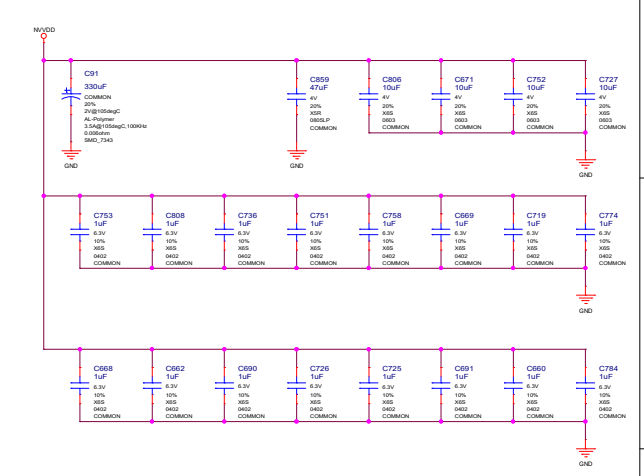 NVVDD
C91
330uF
COMMON
20%
2V@105degC
AL-Polymer
3.5A@105degC,100KHz
0.006ohm
SMD_7343
GND
C859
47uF
4V
20%
X5R
0805LP
COMMON
GND
C806
10uF
4V
20%
X6S
0603
COMMON
C671
10uF
4V
20%
X6S
0603
COMMON
C752
10uF
4V
20%
X6S
0603
COMMON
C727
10uF
4V
20%
X6S
0603
COMMON
GND
C753
1uF
6.3V
10%
X6S
0402
COMMON
C808
1uF
6.3V
10%
X6S
0402
COMMON
C736
1uF
6.3V
10%
X6S
0402
COMMON
C751
1uF
6.3V
10%
X6S
0402
COMMON
C758
1uF
6.3V
10%
X6S
0402
COMMON
C669
1uF
6.3V
10%
X6S
0402
COMMON
C719
1uF
6.3V
10%
X6S
0402
COMMON
C774
1uF
6.3V
10%
X6S
0402
COMMON
GND
C668
1uF
6.3V
10%
X6S
0402
COMMON
C662
1uF
6.3V
10%
X6S
0402
COMMON
C690
1uF
6.3V
10%
X6S
0402
COMMON
C726
1uF
6.3V
10%
X6S
0402
COMMON
C725
1uF
6.3V
10%
X6S
0402
COMMON
C691
1uF
6.3V
10%
X6S
0402
COMMON
C660
1uF
6.3V
10%
X6S
0402
COMMON
C784
1uF
6.3V
10%
X6S
0402
COMMON
GND